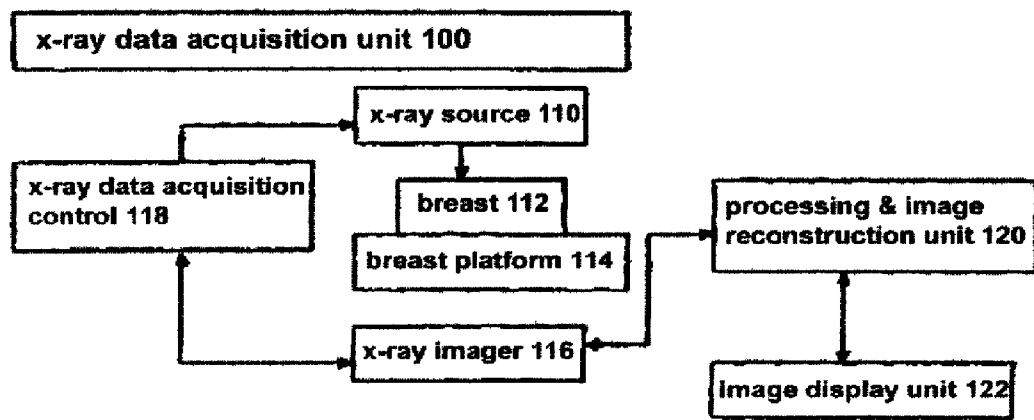 x-ray data acquisition unit 100
x-ray source 110
x-ray data acquisition
control 118
breast 112
breast platform 114
processing & image
reconstruction unit 120
x-ray imager 116
image display unit 122